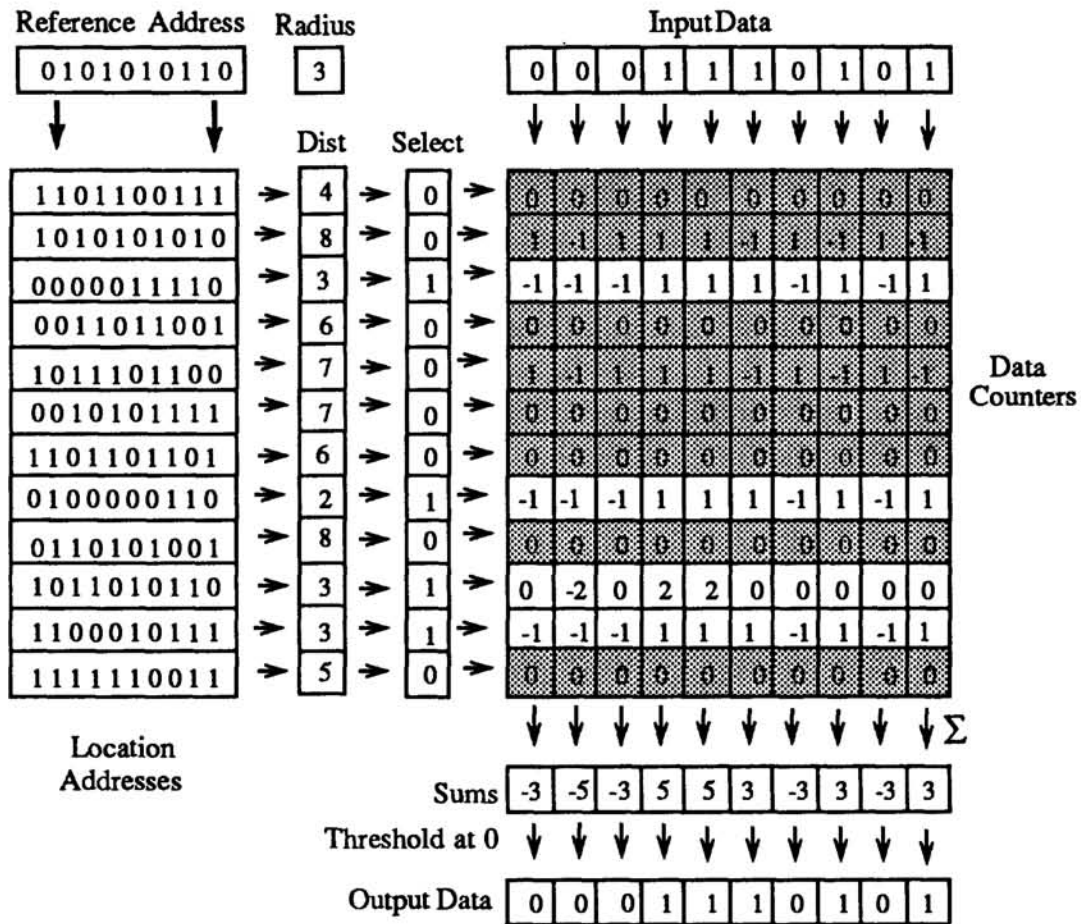 Reference Address Radius Input Data
0101010110 3 0 0 0 1 1 1 0 1 0 1
Dist Select
1101100111 4 0 0 0 0 0 0 0 0 0 0 0
1010101010 8 0 1 -1 1 1 1 -1 1 -1 1 -1
0000011110 3 1 -1 -1 -1 1 1 1 -1 1 -1 1
0011011001 6 0 0 0 0 0 0 0 0 0 0 0
1011101100 7 0 1 -1 1 1 1 -1 1 -1 1 -1
0010101111 7 0 0 0 0 0 0 0 0 0 0 0
1101101101 6 0 0 0 0 0 0 0 0 0 0 0
0100000110 2 1 -1 -1 -1 1 1 1 -1 1 -1 1
0110101001 8 0 0 0 0 0 0 0 0 0 0 0
1011010110 3 1 0 -2 0 2 2 0 0 0 0 0
1100010111 3 1 -1 -1 -1 1 1 1 -1 1 -1 1
1111110011 5 0 0 0 0 0 0 0 0 0 0 0
Data
Counters
Location
Addresses
Σ
Sums -3 -5 -3 5 5 3 -3 3 -3 3
Threshold at 0
Output Data 0 0 0 1 1 1 0 1 0 1